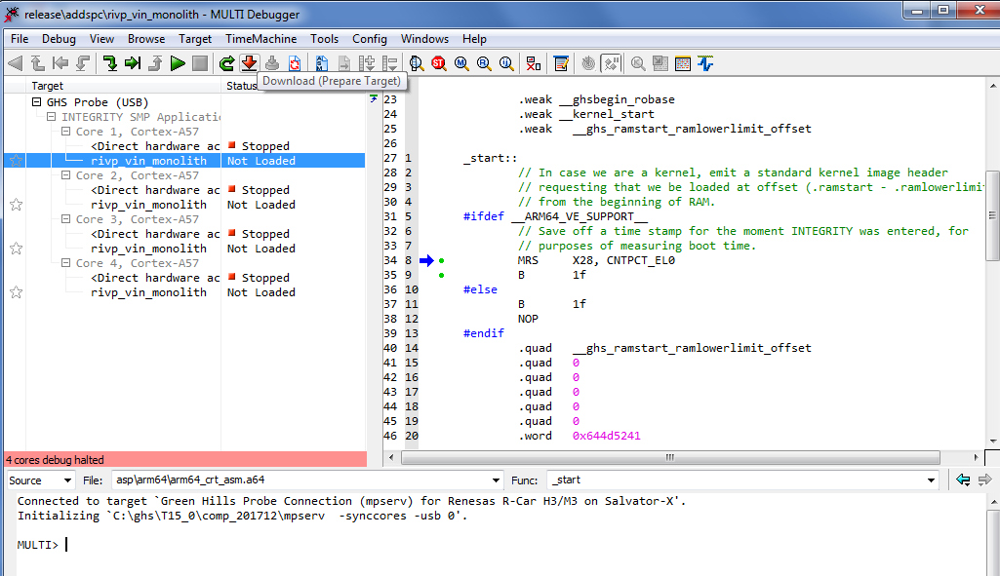 release\addspc\rivp_vin_monolith - MULTI Debugger
File Debug View Browse Target TimeMachine Tools Config Windows Help
Download (Prepare Target)
Target Status
GHS Probe (USB)
INTEGRITY SMP Applicatio
Core 1, Cortex-A57
<Direct hardware ac Stopped
rivp_vin_monolith Not Loaded
Core 2, Cortex-A57
<Direct hardware ac Stopped
rivp_vin_monolith Not Loaded
Core 3, Cortex-A57
<Direct hardware ac Stopped
rivp_vin_monolith Not Loaded
Core 4, Cortex-A57
<Direct hardware ac Stopped
rivp_vin_monolith Not Loaded
4 cores debug halted
23 .weak __ghsbegin_robase
24 .weak __kernel_start
25 .weak __ghs_ramstart_ramlowerlimit_offset
26
27 1 _start::
28 2 // In case we are a kernel, emit a standard kernel image header
29 3 // requesting that we be loaded at offset (.ramstart - .ramlowerlimit
30 4 // from the beginning of RAM.
31 5 #ifdef __ARM64_VE_SUPPORT__
32 6 // Save off a time stamp for the moment INTEGRITY was entered, for
33 7 // purposes of measuring boot time.
34 8 MRS X28, CNTPCT_EL0
35 9 B 1f
36 10 #else
37 11 B 1f
38 12 NOP
39 13 #endif
40 14 .quad __ghs_ramstart_ramlowerlimit_offset
41 15 .quad 0
42 16 .quad 0
43 17 .quad 0
44 18 .quad 0
45 19 .quad 0
46 20 .word 0x644d5241
Source File: asp\arm64\arm64_crt_asm.a64 Func: _start
Connected to target `Green Hills Probe Connection (mpserv) for Renesas R-Car H3/M3 on Salvator-X'.
Initializing `C:\ghs\T15_0\comp_201712\mpserv -synccores -usb 0'.
MULTI>